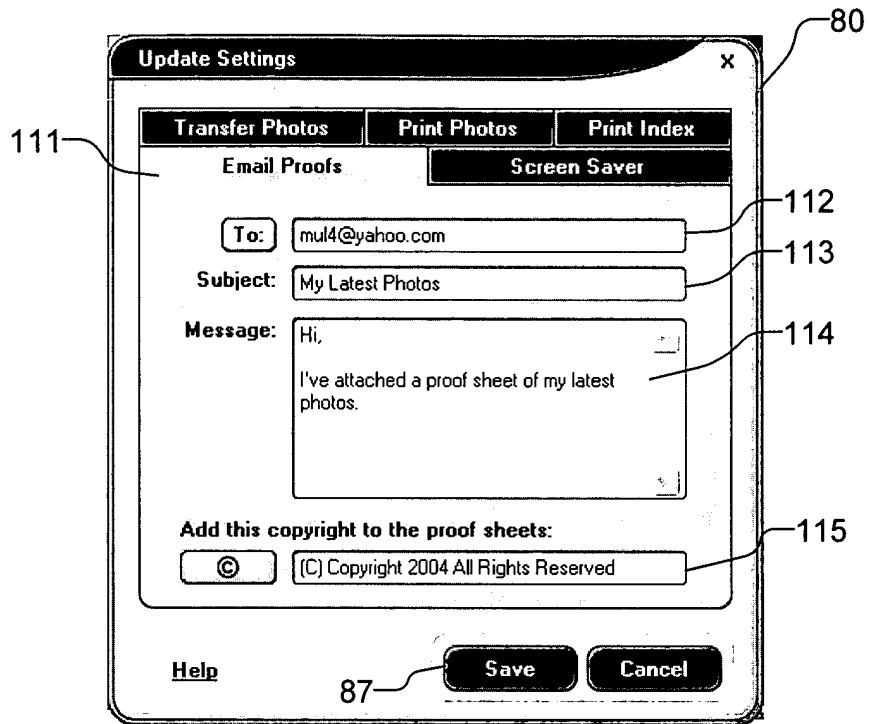 80
Update Settings x
Transfer Photos Print Photos Print Index
111
Email Proofs Screen Saver
To: mul4@yahoo.com 112
Subject: My Latest Photos 113
Message: Hi,
114
I've attached a proof sheet of my latest
photos.
Add this copyright to the proof sheets:
© (C) Copyright 2004 All Rights Reserved 115
Help 87 Save Cancel